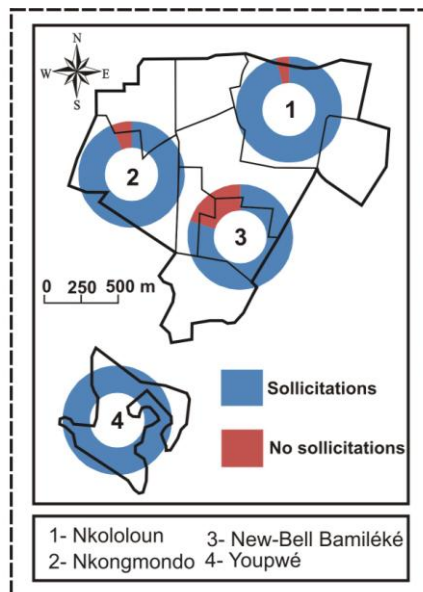 N
W E
S
1
2
3
0 250 500 m
4
Sollicitations
No sollicitations
1- Nkololoun 3- New-Bell Bamiléké
2- Nkongmondo 4- Youpwé